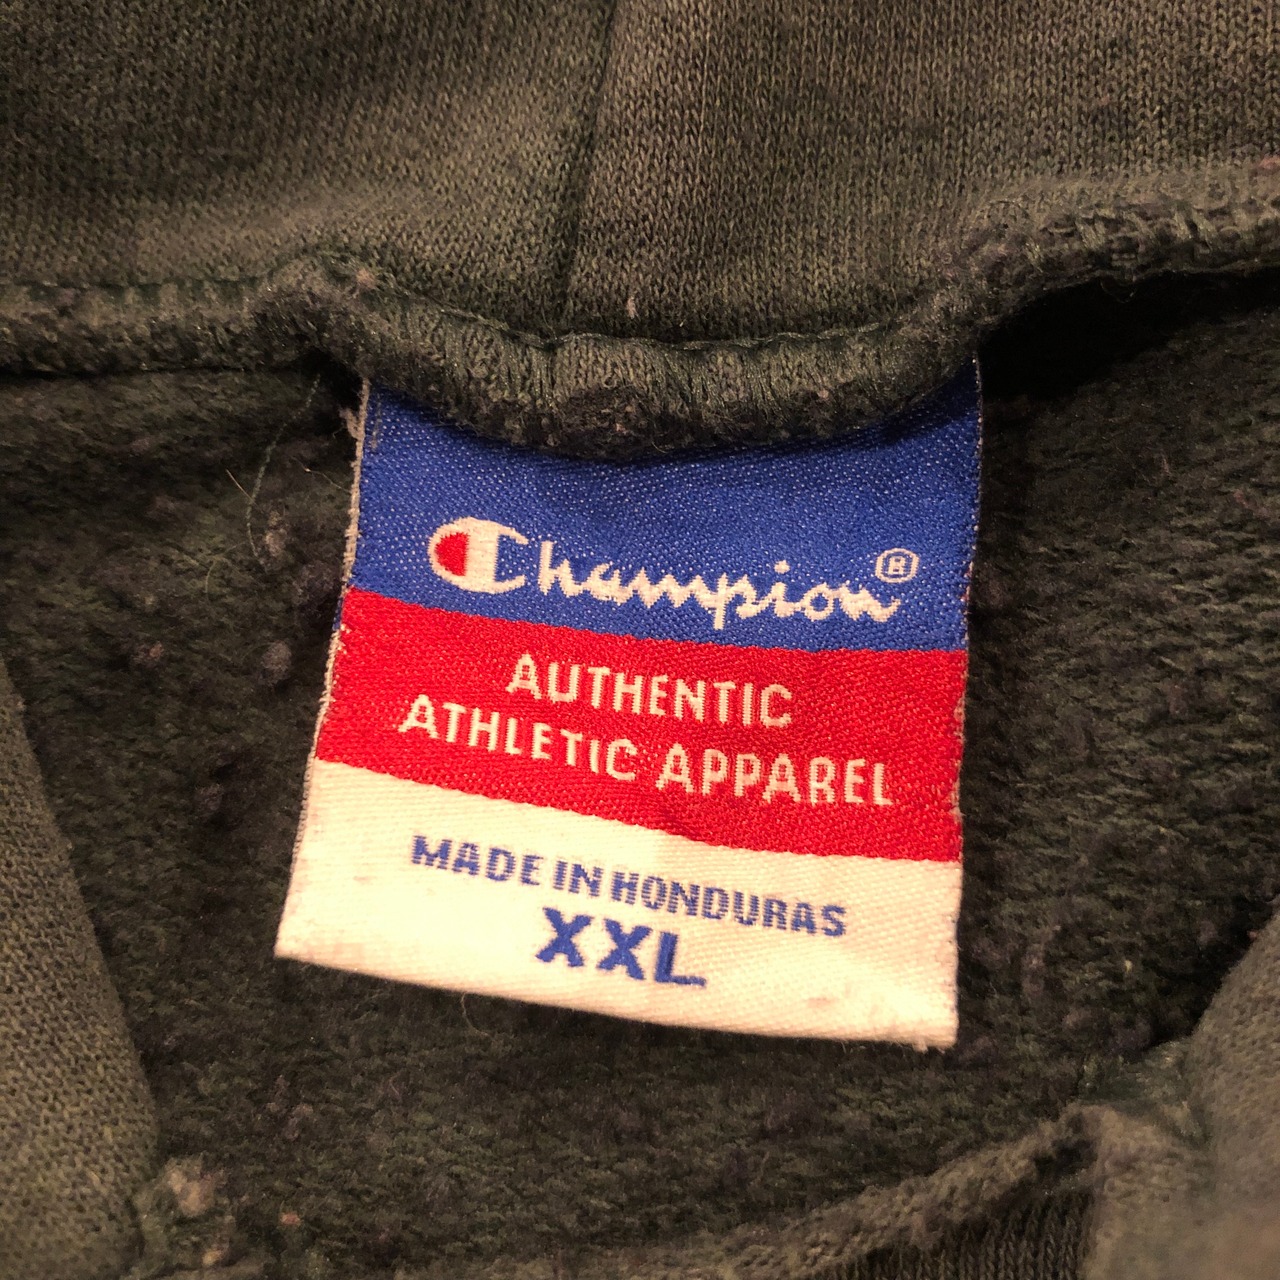 Champion®
AUTHENTIC
ATHLETIC APPAREL
MADE IN HONDURAS
XXL